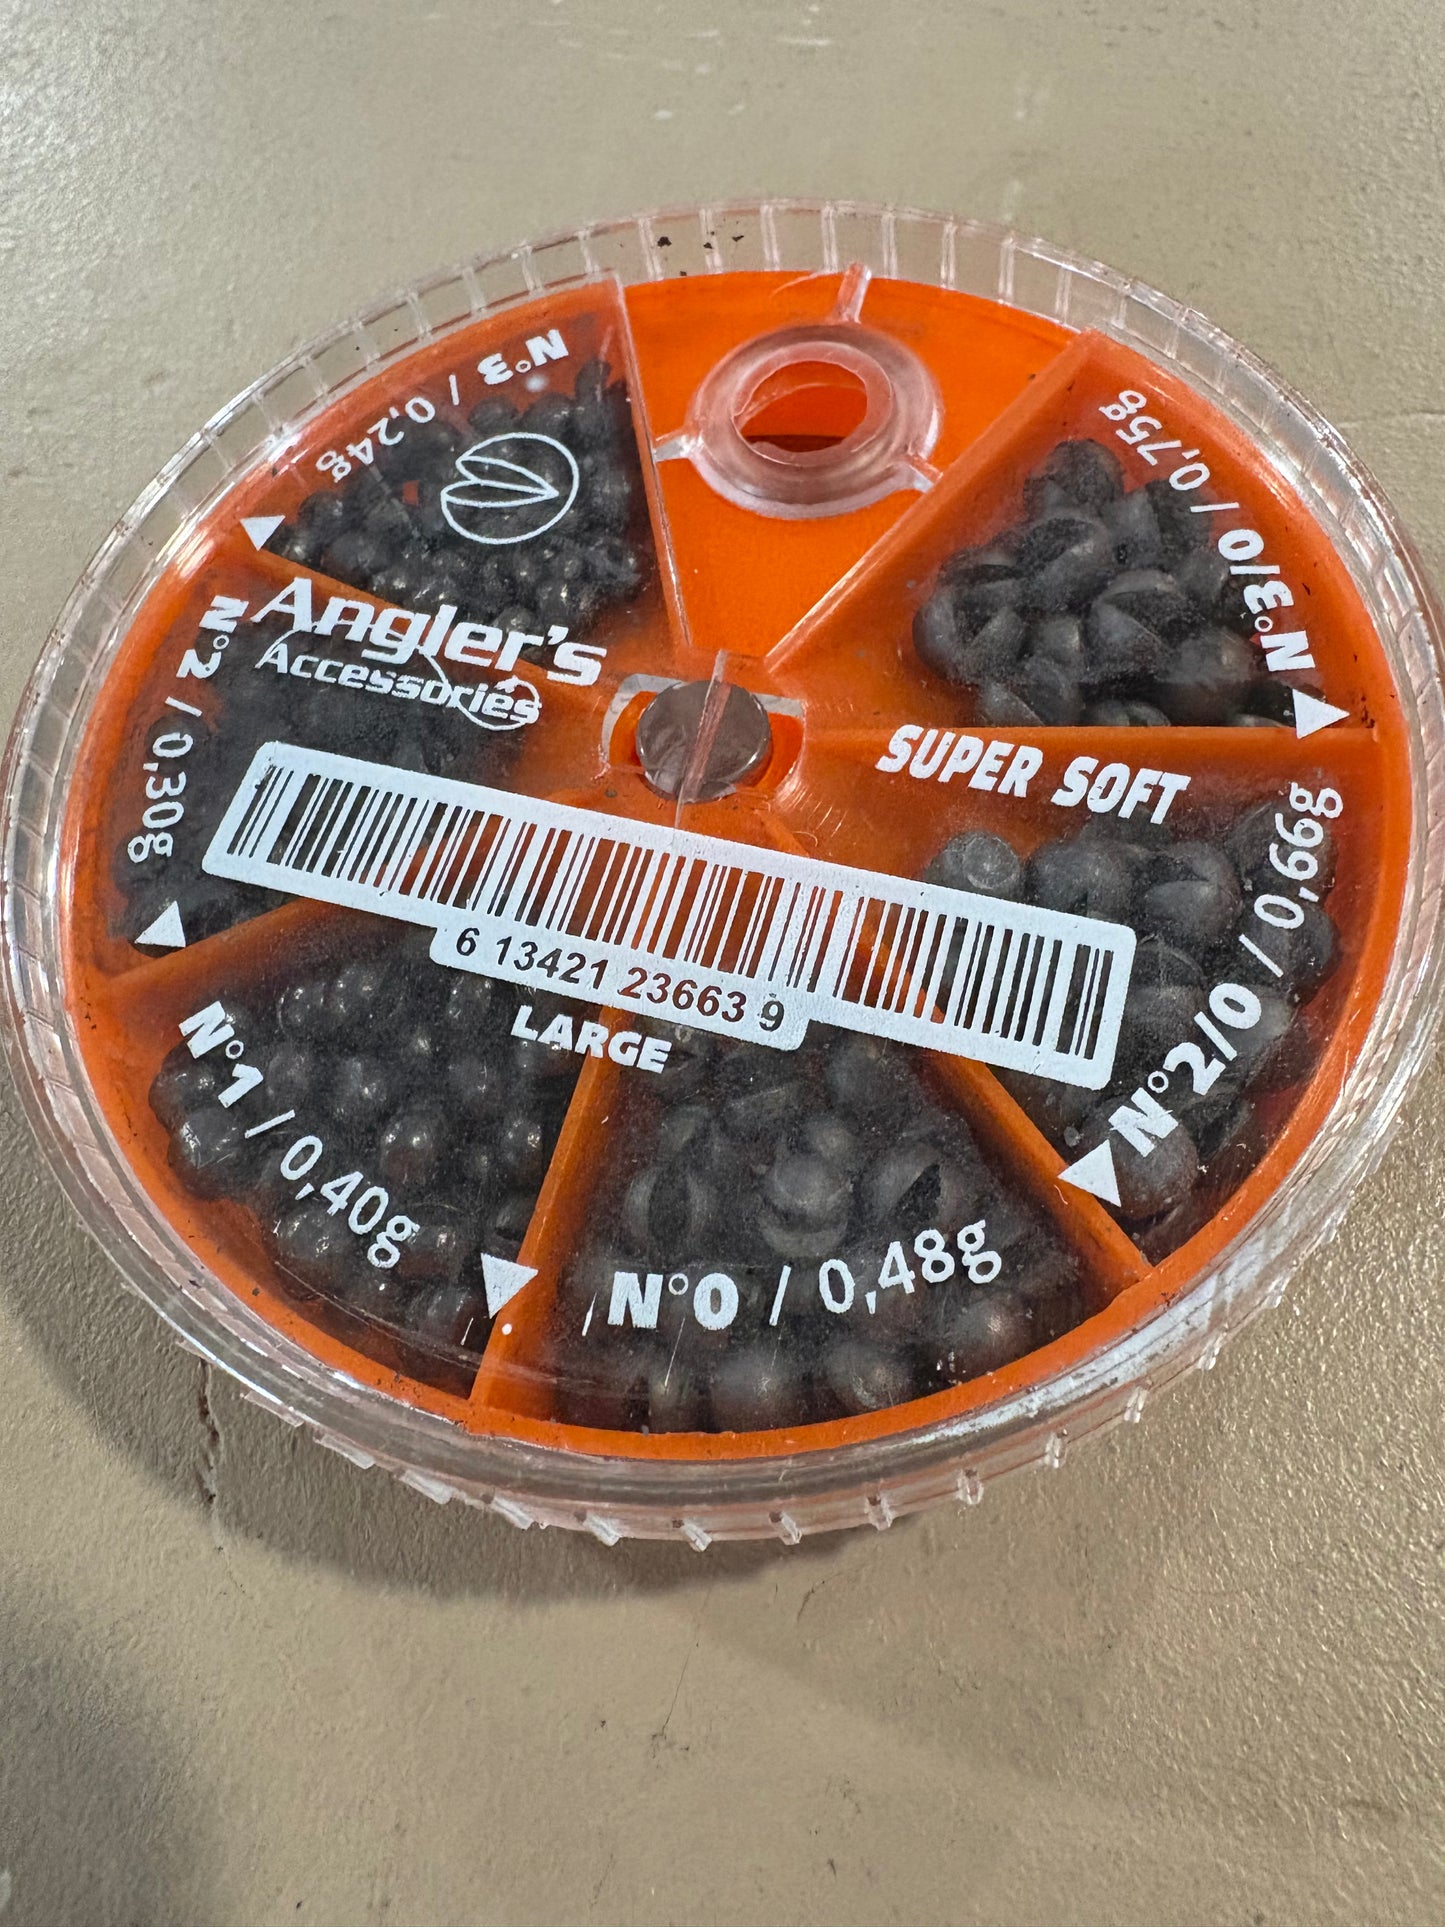 N°3 / 0,24g
N°3/0 / 0,75g
Angler's
Accessories
N°2 / 0,30g
SUPER SOFT
N°2/0 / 0,66g
6 13421 23663 9
LARGE
N°1 / 0,40g
N°0 / 0,48g